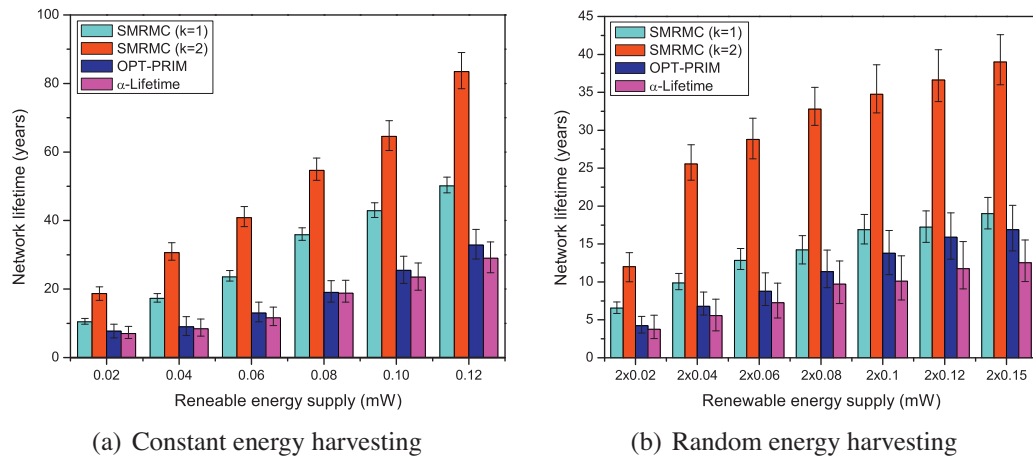 SMRMC (k=1)
SMRMC (k=2)
OPT-PRIM
α-Lifetime
Network lifetime (years)
100
80
60
40
20
0
0.02 0.04 0.06 0.08 0.10 0.12
Reneable energy supply (mW)
(a) Constant energy harvesting
SMRMC (k=1)
SMRMC (k=2)
OPT-PRIM
α-Lifetime
Network lifetime (years)
45
40
35
30
25
20
15
10
5
0
2x0.02 2x0.04 2x0.06 2x0.08 2x0.1 2x0.12 2x0.15
Renewable energy supply (mW)
(b) Random energy harvesting